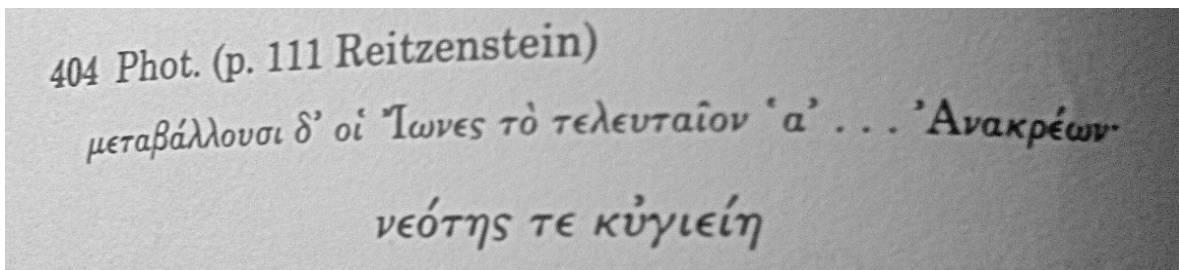 404 Phot. (p. 111 Reitzenstein)
μεταβάλλουσι δ’ οἱ Ἴωνες τὸ τελευταῖον ‘α’ . . . Ἀνακρέων·
νεότης τε κὐγιείη